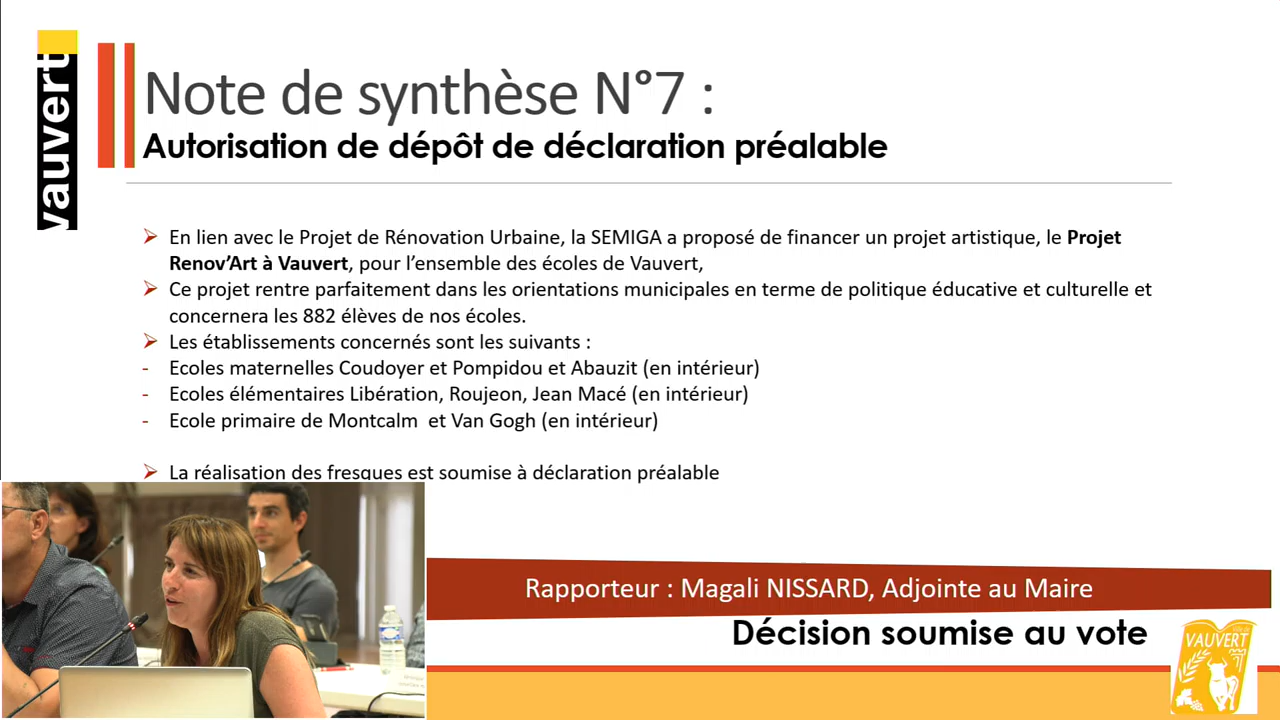 vauvert
Note de synthèse N°7 :
Autorisation de dépôt de déclaration préalable
En lien avec le Projet de Rénovation Urbaine, la SEMIGA a proposé de financer un projet artistique, le Projet
Renov’Art à Vauvert, pour l’ensemble des écoles de Vauvert,
Ce projet rentre parfaitement dans les orientations municipales en terme de politique éducative et culturelle et
concernera les 882 élèves de nos écoles.
Les établissements concernés sont les suivants :
- Ecoles maternelles Coudoyer et Pompidou et Abauzit (en intérieur)
- Ecoles élémentaires Libération, Roujeon, Jean Macé (en intérieur)
- Ecole primaire de Montcalm et Van Gogh (en intérieur)
La réalisation des fresques est soumise à déclaration préalable
Rapporteur : Magali NISSARD, Adjointe au Maire
Décision soumise au vote
VAUVERT